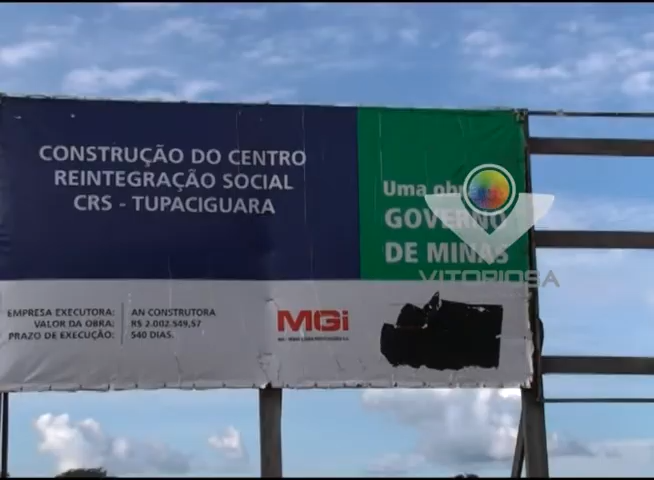 CONSTRUÇÃO DO CENTRO
REINTEGRAÇÃO SOCIAL
CRS - TUPACIGUARA
Uma obra
GOVERNO
DE MINAS
VITORIOSA
EMPRESA EXECUTORA: AN CONSTRUTORA
VALOR DA OBRA: R$ 2.002.549,57
PRAZO DE EXECUÇÃO: 540 DIAS.
MGi